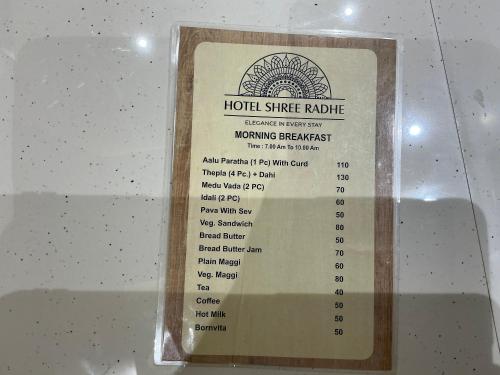 HOTEL SHREE RADHE
ELEGANCE IN EVERY STAY
MORNING BREAKFAST
Time : 7.00 Am To 10.00 Am
Aalu Paratha (1 Pc) With Curd 110
Thepla (4 Pc.) + Dahi 130
Medu Vada (2 PC) 70
Idali (2 PC) 60
Pava With Sev 50
Veg. Sandwich 80
Bread Butter 50
Bread Butter Jam 70
Plain Maggi 60
Veg. Maggi 80
Tea 40
Coffee 50
Hot Milk 50
Bornvita 50